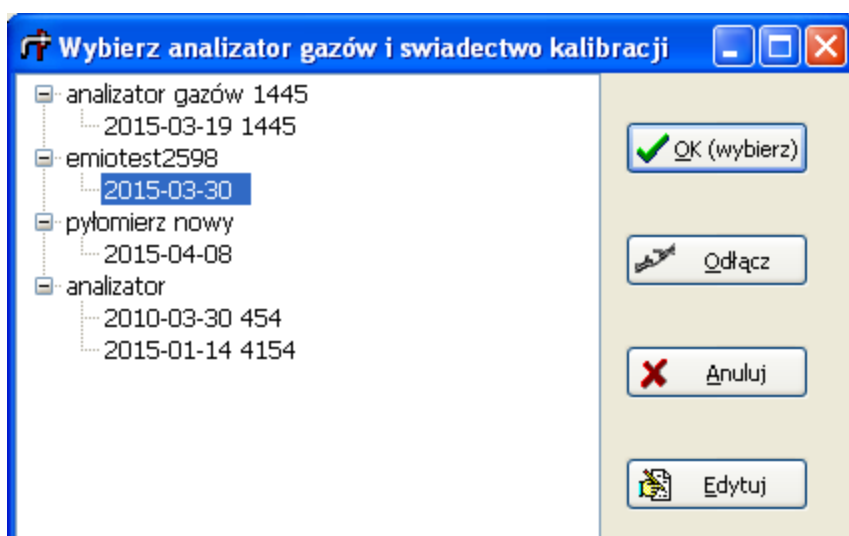 Wybierz analizator gazów i swiadectwo kalibracji
analizator gazów 1445
2015-03-19 1445
emiotest2598
2015-03-30
pyłomierz nowy
2015-04-08
analizator
2010-03-30 454
2015-01-14 4154
OK (wybierz)
Odłącz
Anuluj
Edytuj